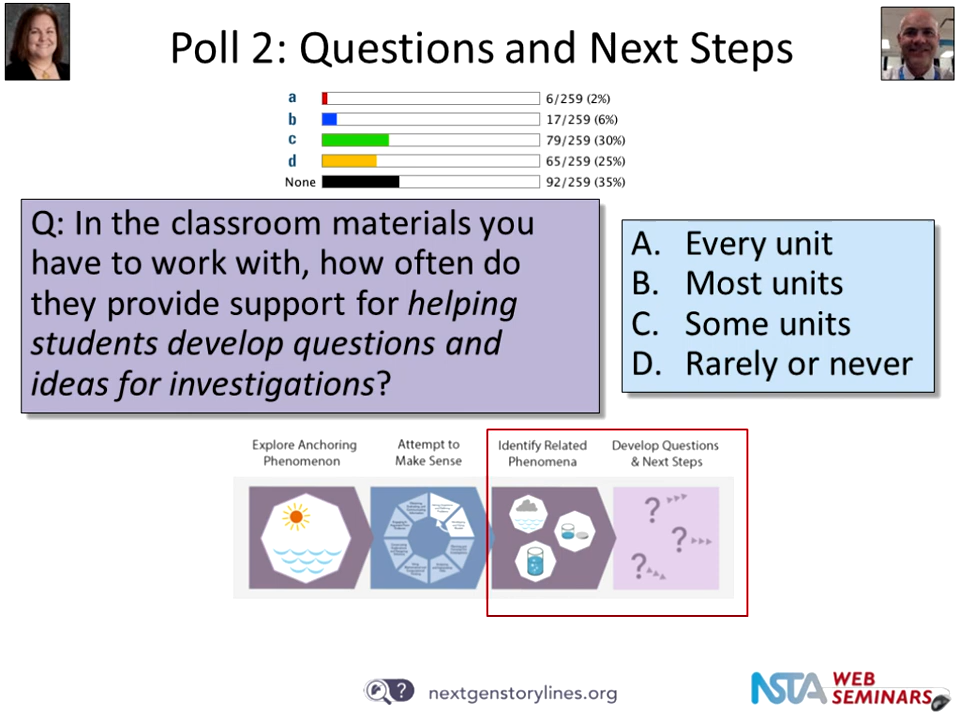 Poll 2: Questions and Next Steps
a 6/259 (2%)
b 17/259 (6%)
c 79/259 (30%)
d 65/259 (25%)
None 92/259 (35%)
Q: In the classroom materials you
have to work with, how often do
they provide support for helping
students develop questions and
ideas for investigations?
A. Every unit
B. Most units
C. Some units
D. Rarely or never
Explore Anchoring
Phenomenon
Attempt to
Make Sense
Identify Related
Phenomena
Develop Questions
& Next Steps
?
?
?
?
nextgenstorylines.org
NSTA WEB
SEMINARS